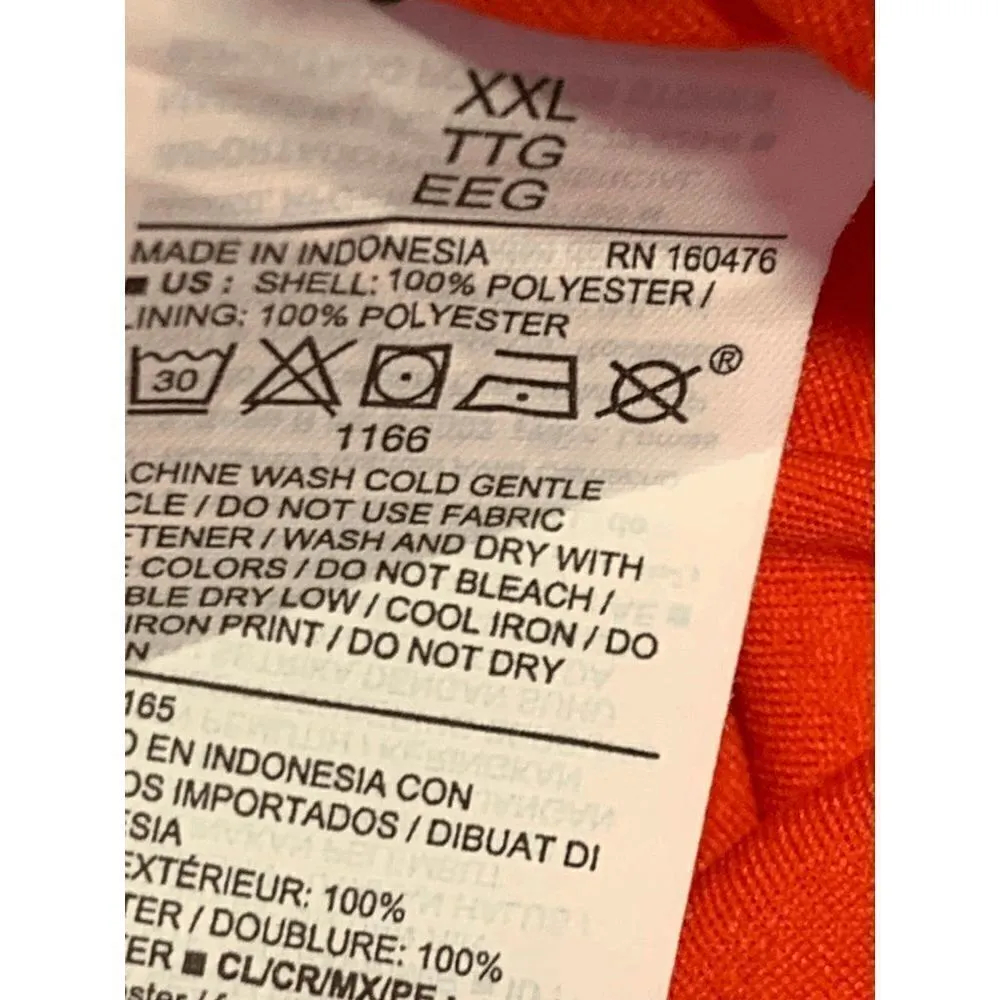 XXL
TTG
EEG
MADE IN INDONESIA RN 160476
■ US : SHELL: 100% POLYESTER /
LINING: 100% POLYESTER
30 ®
1166
ACHINE WASH COLD GENTLE
CLE / DO NOT USE FABRIC
FTENER / WASH AND DRY WITH
E COLORS / DO NOT BLEACH /
BLE DRY LOW / COOL IRON / DO
IRON PRINT / DO NOT DRY
N
165
O EN INDONESIA CON
OS IMPORTADOS / DIBUAT DI
ESIA
EXTÉRIEUR: 100%
TER / DOUBLURE: 100%
ER ■ CL/CR/MX/PE :